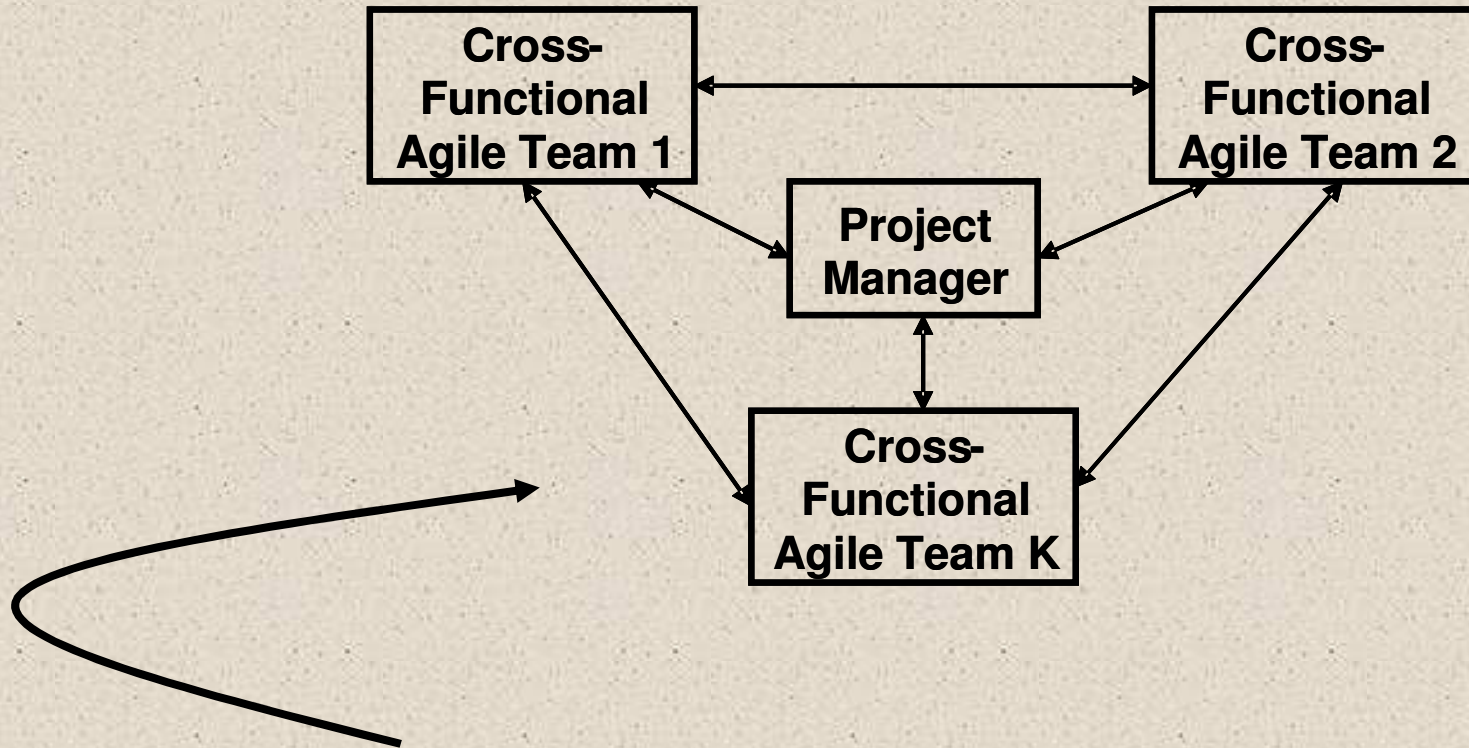 Cross-
Functional
Agile Team 1
Cross-
Functional
Agile Team 2
Project
Manager
Cross-
Functional
Agile Team K